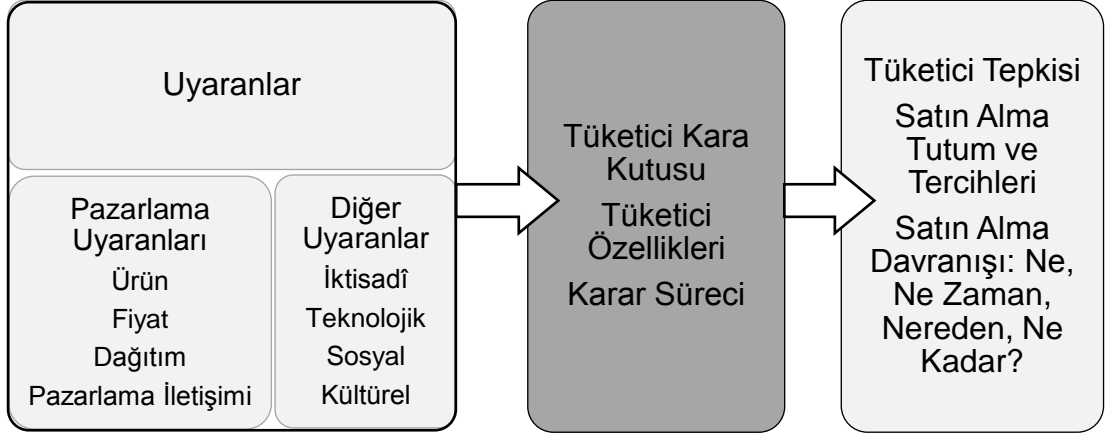 Uyaranlar
Pazarlama
Uyaranları
Ürün
Fiyat
Dağıtım
Pazarlama İletişimi
Diğer
Uyaranlar
İktisadî
Teknolojik
Sosyal
Kültürel
Tüketici Kara
Kutusu
Tüketici
Özellikleri
Karar Süreci
Tüketici Tepkisi
Satın Alma
Tutum ve
Tercihleri
Satın Alma
Davranışı: Ne,
Ne Zaman,
Nereden, Ne
Kadar?